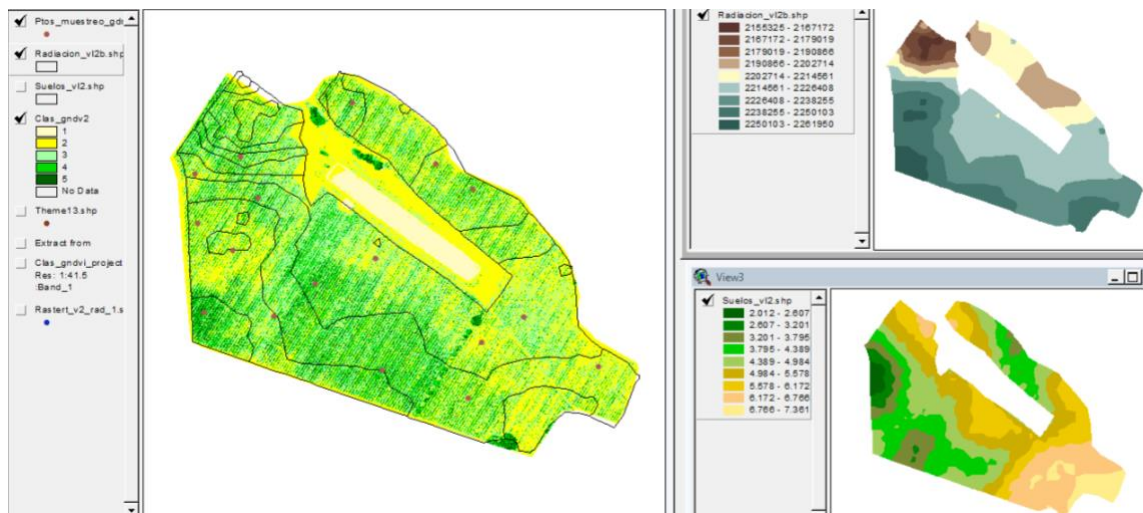 Ptos_muestreo_gdn
Radiacion_vl2b.shp
Suelos_vl2.shp
Clas_gndv2
1
2
3
4
5
No Data
Theme13.shp
Extract from
Clas_gndvi_project
Res: 1:41.5
:Band_1
Rastert_v2_rad_1.s
Radiacion_vl2b.shp
2155325 - 2167172
2167172 - 2179019
2179019 - 2190866
2190866 - 2202714
2202714 - 2214561
2214561 - 2226408
2226408 - 2238255
2238255 - 2250103
2250103 - 2261950
View3
Suelos_vl2.shp
2.012 - 2.607
2.607 - 3.201
3.201 - 3.795
3.795 - 4.389
4.389 - 4.984
4.984 - 5.578
5.578 - 6.172
6.172 - 6.766
6.766 - 7.361